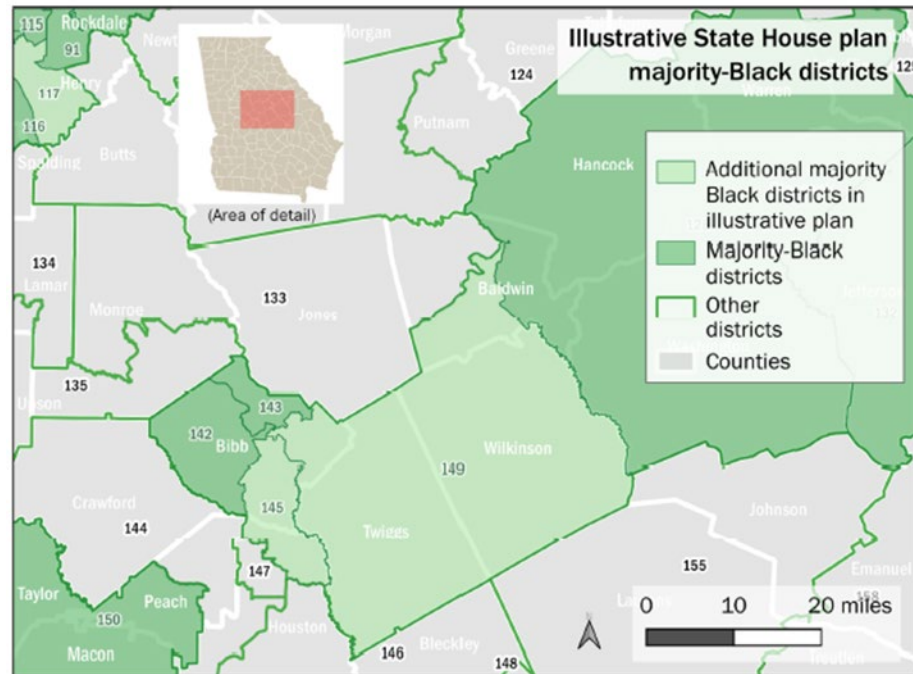 Illustrative State House plan
majority-Black districts
115
Rockdale
91
Morgan
Greene
124
125
Warren
Henry
117
116
Putnam
Spalding
Butts
Hancock
(Area of detail)
Additional majority
Black districts in
illustrative plan
Majority-Black
districts
Other
districts
Counties
134
Lamar
Monroe
133
Jones
Baldwin
135
143
142
Bibb
Wilkinson
149
145
Crawford
144
Twiggs
Johnson
147
155
Emanuel
158
Taylor
Peach
150
Houston
Macon
146
Bleckley
148
0 10 20 miles